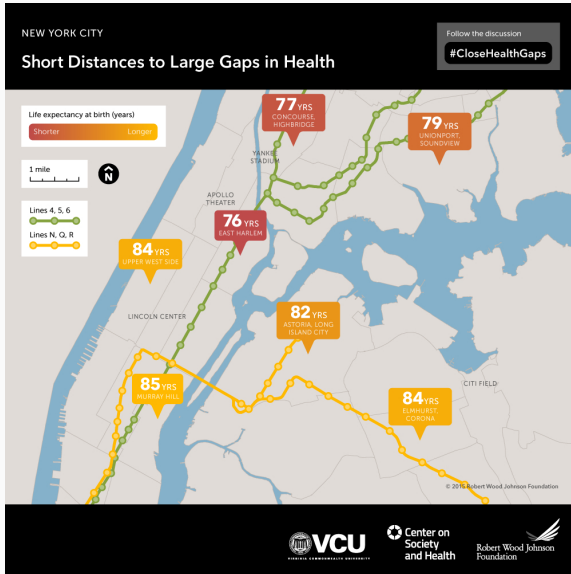 NEW YORK CITY
Short Distances to Large Gaps in Health
Follow the discussion
#CloseHealthGaps
Life expectancy at birth (years)
Shorter Longer
1 mile
N
Lines 4, 5, 6
Lines N, Q, R
77 YRS
CONCOURSE,
HIGHBRIDGE
79 YRS
UNIONPORT,
SOUNDVIEW
YANKEE
STADIUM
APOLLO
THEATER
76 YRS
EAST HARLEM
84 YRS
UPPER WEST SIDE
82 YRS
ASTORIA, LONG
ISLAND CITY
LINCOLN CENTER
85 YRS
MURRAY HILL
CITI FIELD
84 YRS
ELMHURST,
CORONA
© 2015 Robert Wood Johnson Foundation
VCU
VIRGINIA COMMONWEALTH UNIVERSITY
Center on
Society
and Health
Robert Wood Johnson
Foundation